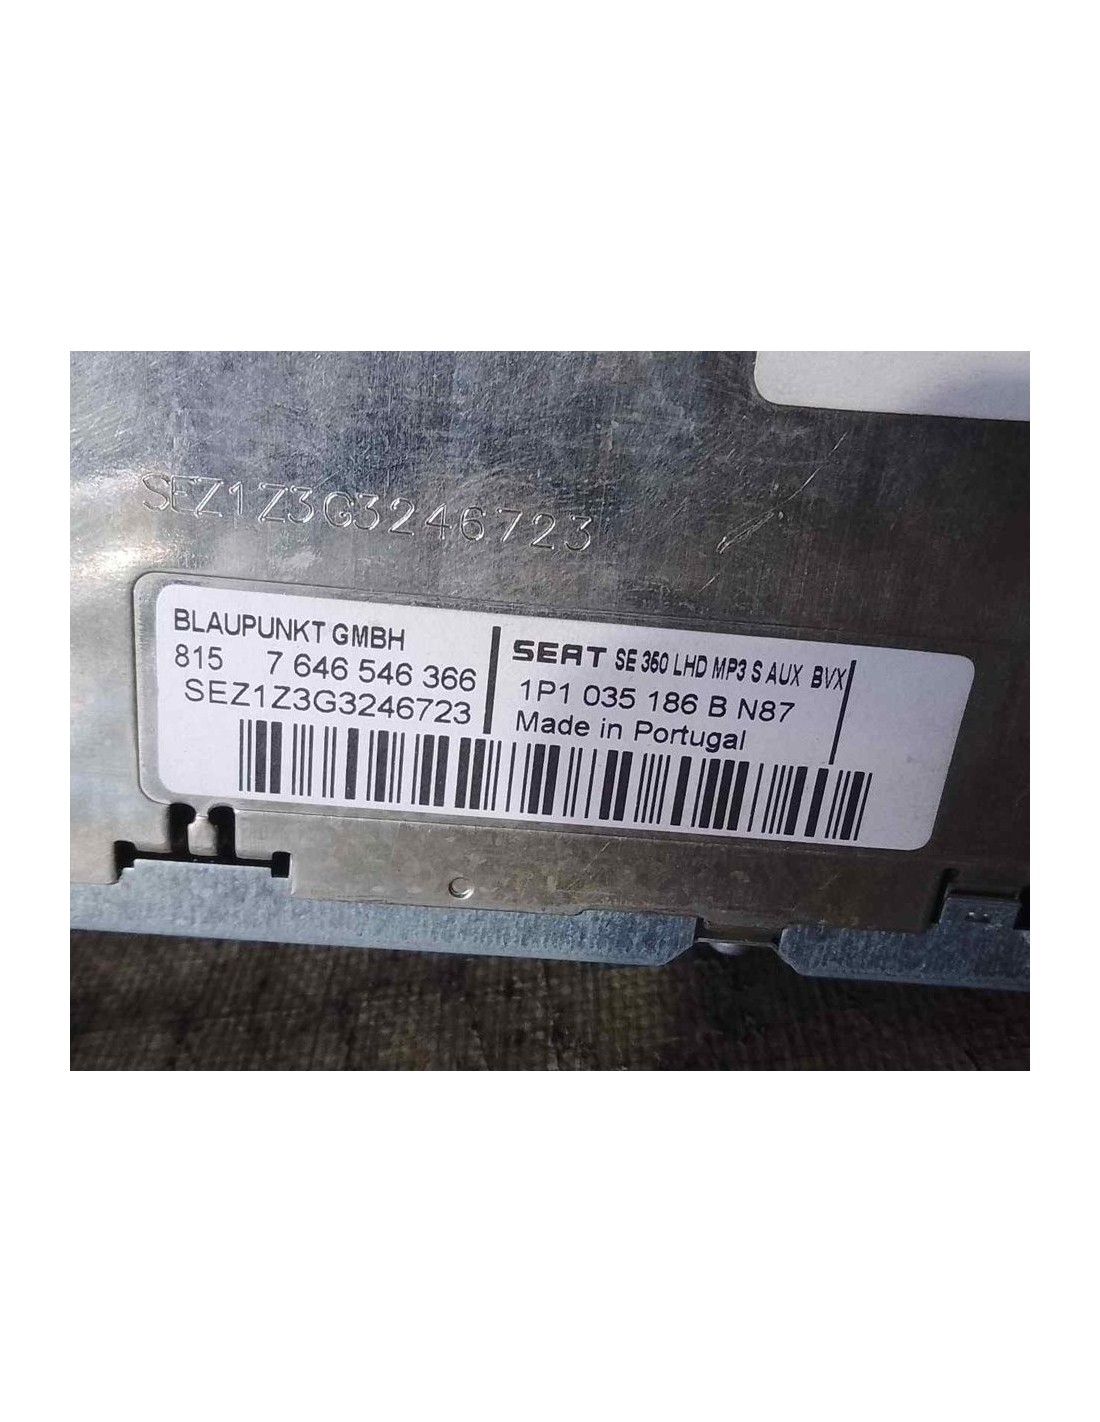 SEZ1Z3G3246723
BLAUPUNKT GMBH
815 7 646 546 366
SEZ1Z3G3246723
SEAT SE 360 LHD MP3 S AUX BVX
1P1 035 186 B N87
Made in Portugal